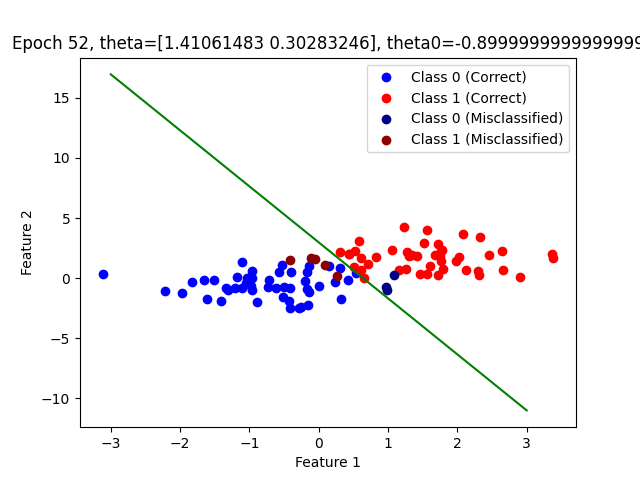 Epoch 52, theta=[1.41061483 0.30283246], theta0=-0.8999999999999999
Class 0 (Correct)
Class 1 (Correct)
Class 0 (Misclassified)
Class 1 (Misclassified)
15
10
5
0
−5
−10
Feature 2
−3 −2 −1 0 1 2 3
Feature 1